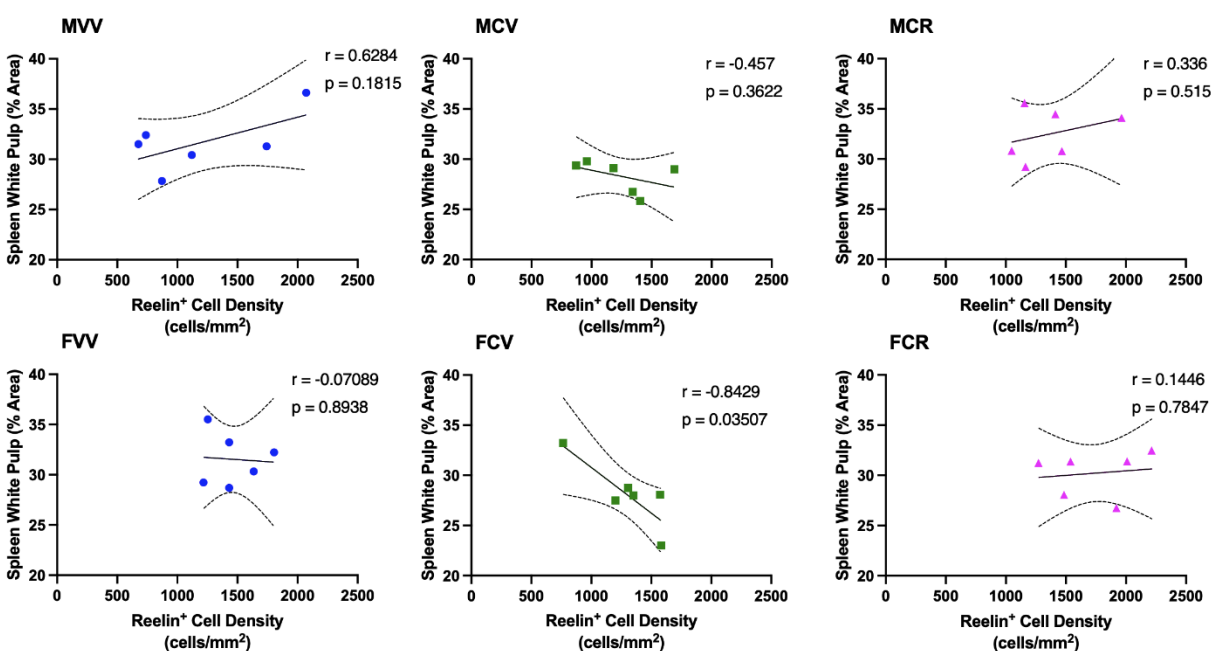 MVV
r = 0.6284
p = 0.1815
Spleen White Pulp (% Area)
40
35
30
25
20
0 500 1000 1500 2000 2500
Reelin⁺ Cell Density
(cells/mm²)
MCV
r = -0.457
p = 0.3622
Spleen White Pulp (% Area)
40
35
30
25
20
0 500 1000 1500 2000 2500
Reelin⁺ Cell Density
(cells/mm²)
MCR
r = 0.336
p = 0.515
Spleen White Pulp (% Area)
40
35
30
25
20
0 500 1000 1500 2000 2500
Reelin⁺ Cell Density
(cells/mm²)
FVV
r = -0.07089
p = 0.8938
Spleen White Pulp (% Area)
40
35
30
25
20
0 500 1000 1500 2000 2500
Reelin⁺ Cell Density
(cells/mm²)
FCV
r = -0.8429
p = 0.03507
Spleen White Pulp (% Area)
40
35
30
25
20
0 500 1000 1500 2000 2500
Reelin⁺ Cell Density
(cells/mm²)
FCR
r = 0.1446
p = 0.7847
Spleen White Pulp (% Area)
40
35
30
25
20
0 500 1000 1500 2000 2500
Reelin⁺ Cell Density
(cells/mm²)